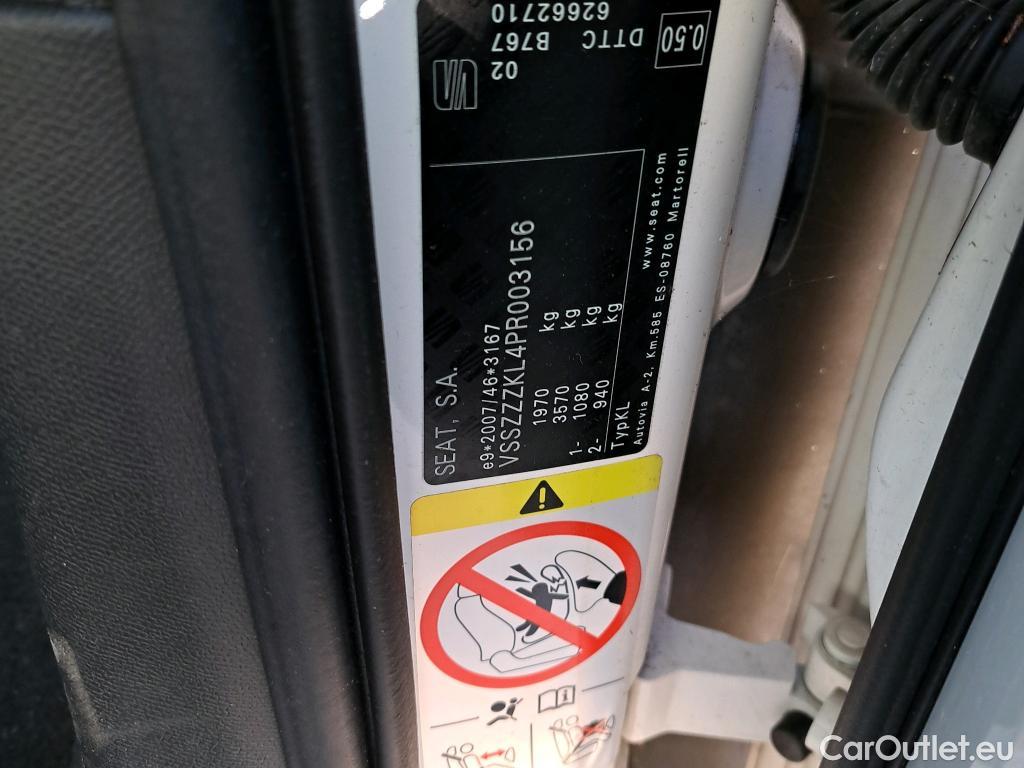 SEAT, S.A.
e9*2007/46*3167
VSSZZZKL4PR003156
1970 kg
3570 kg
1- 1080 kg
2- 940 kg
TypKL
www.seat.com
Autovia A-2, Km.585 ES-08760 Martorell
02
B767 62662710
DTTC
0.50
CarOutlet.eu